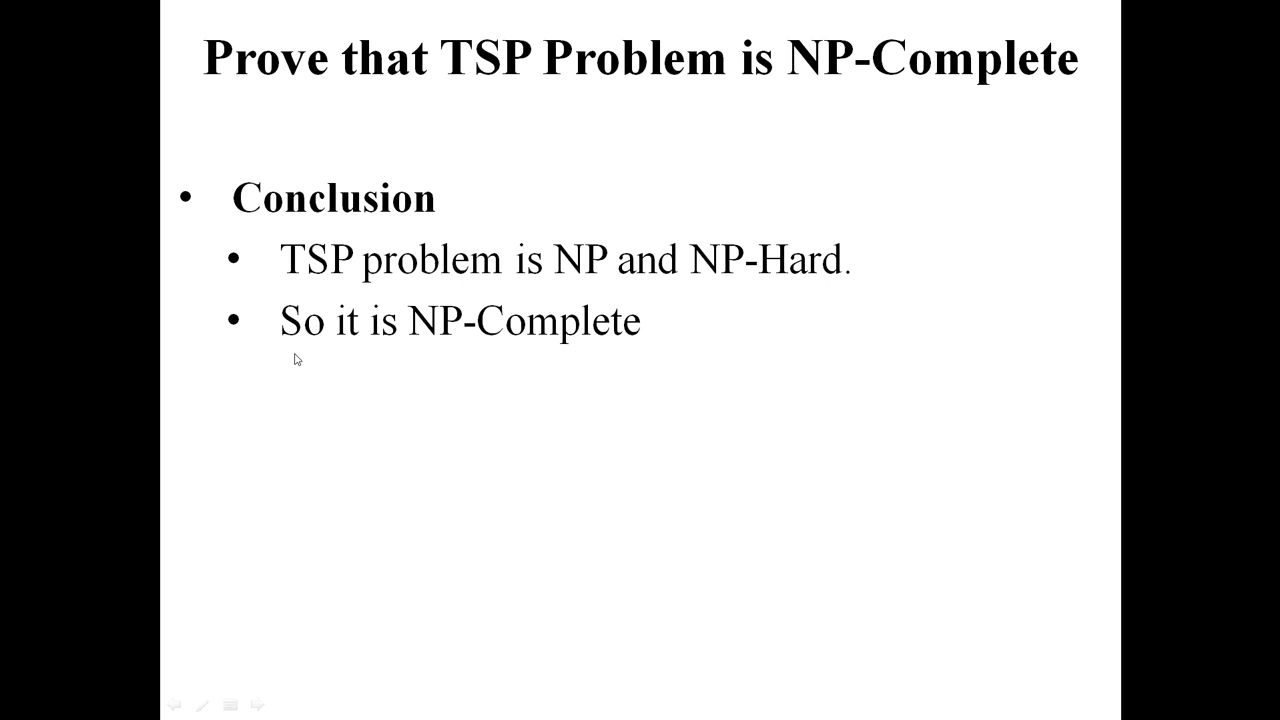 Prove that TSP Problem is NP-Complete
• Conclusion
• TSP problem is NP and NP-Hard.
• So it is NP-Complete